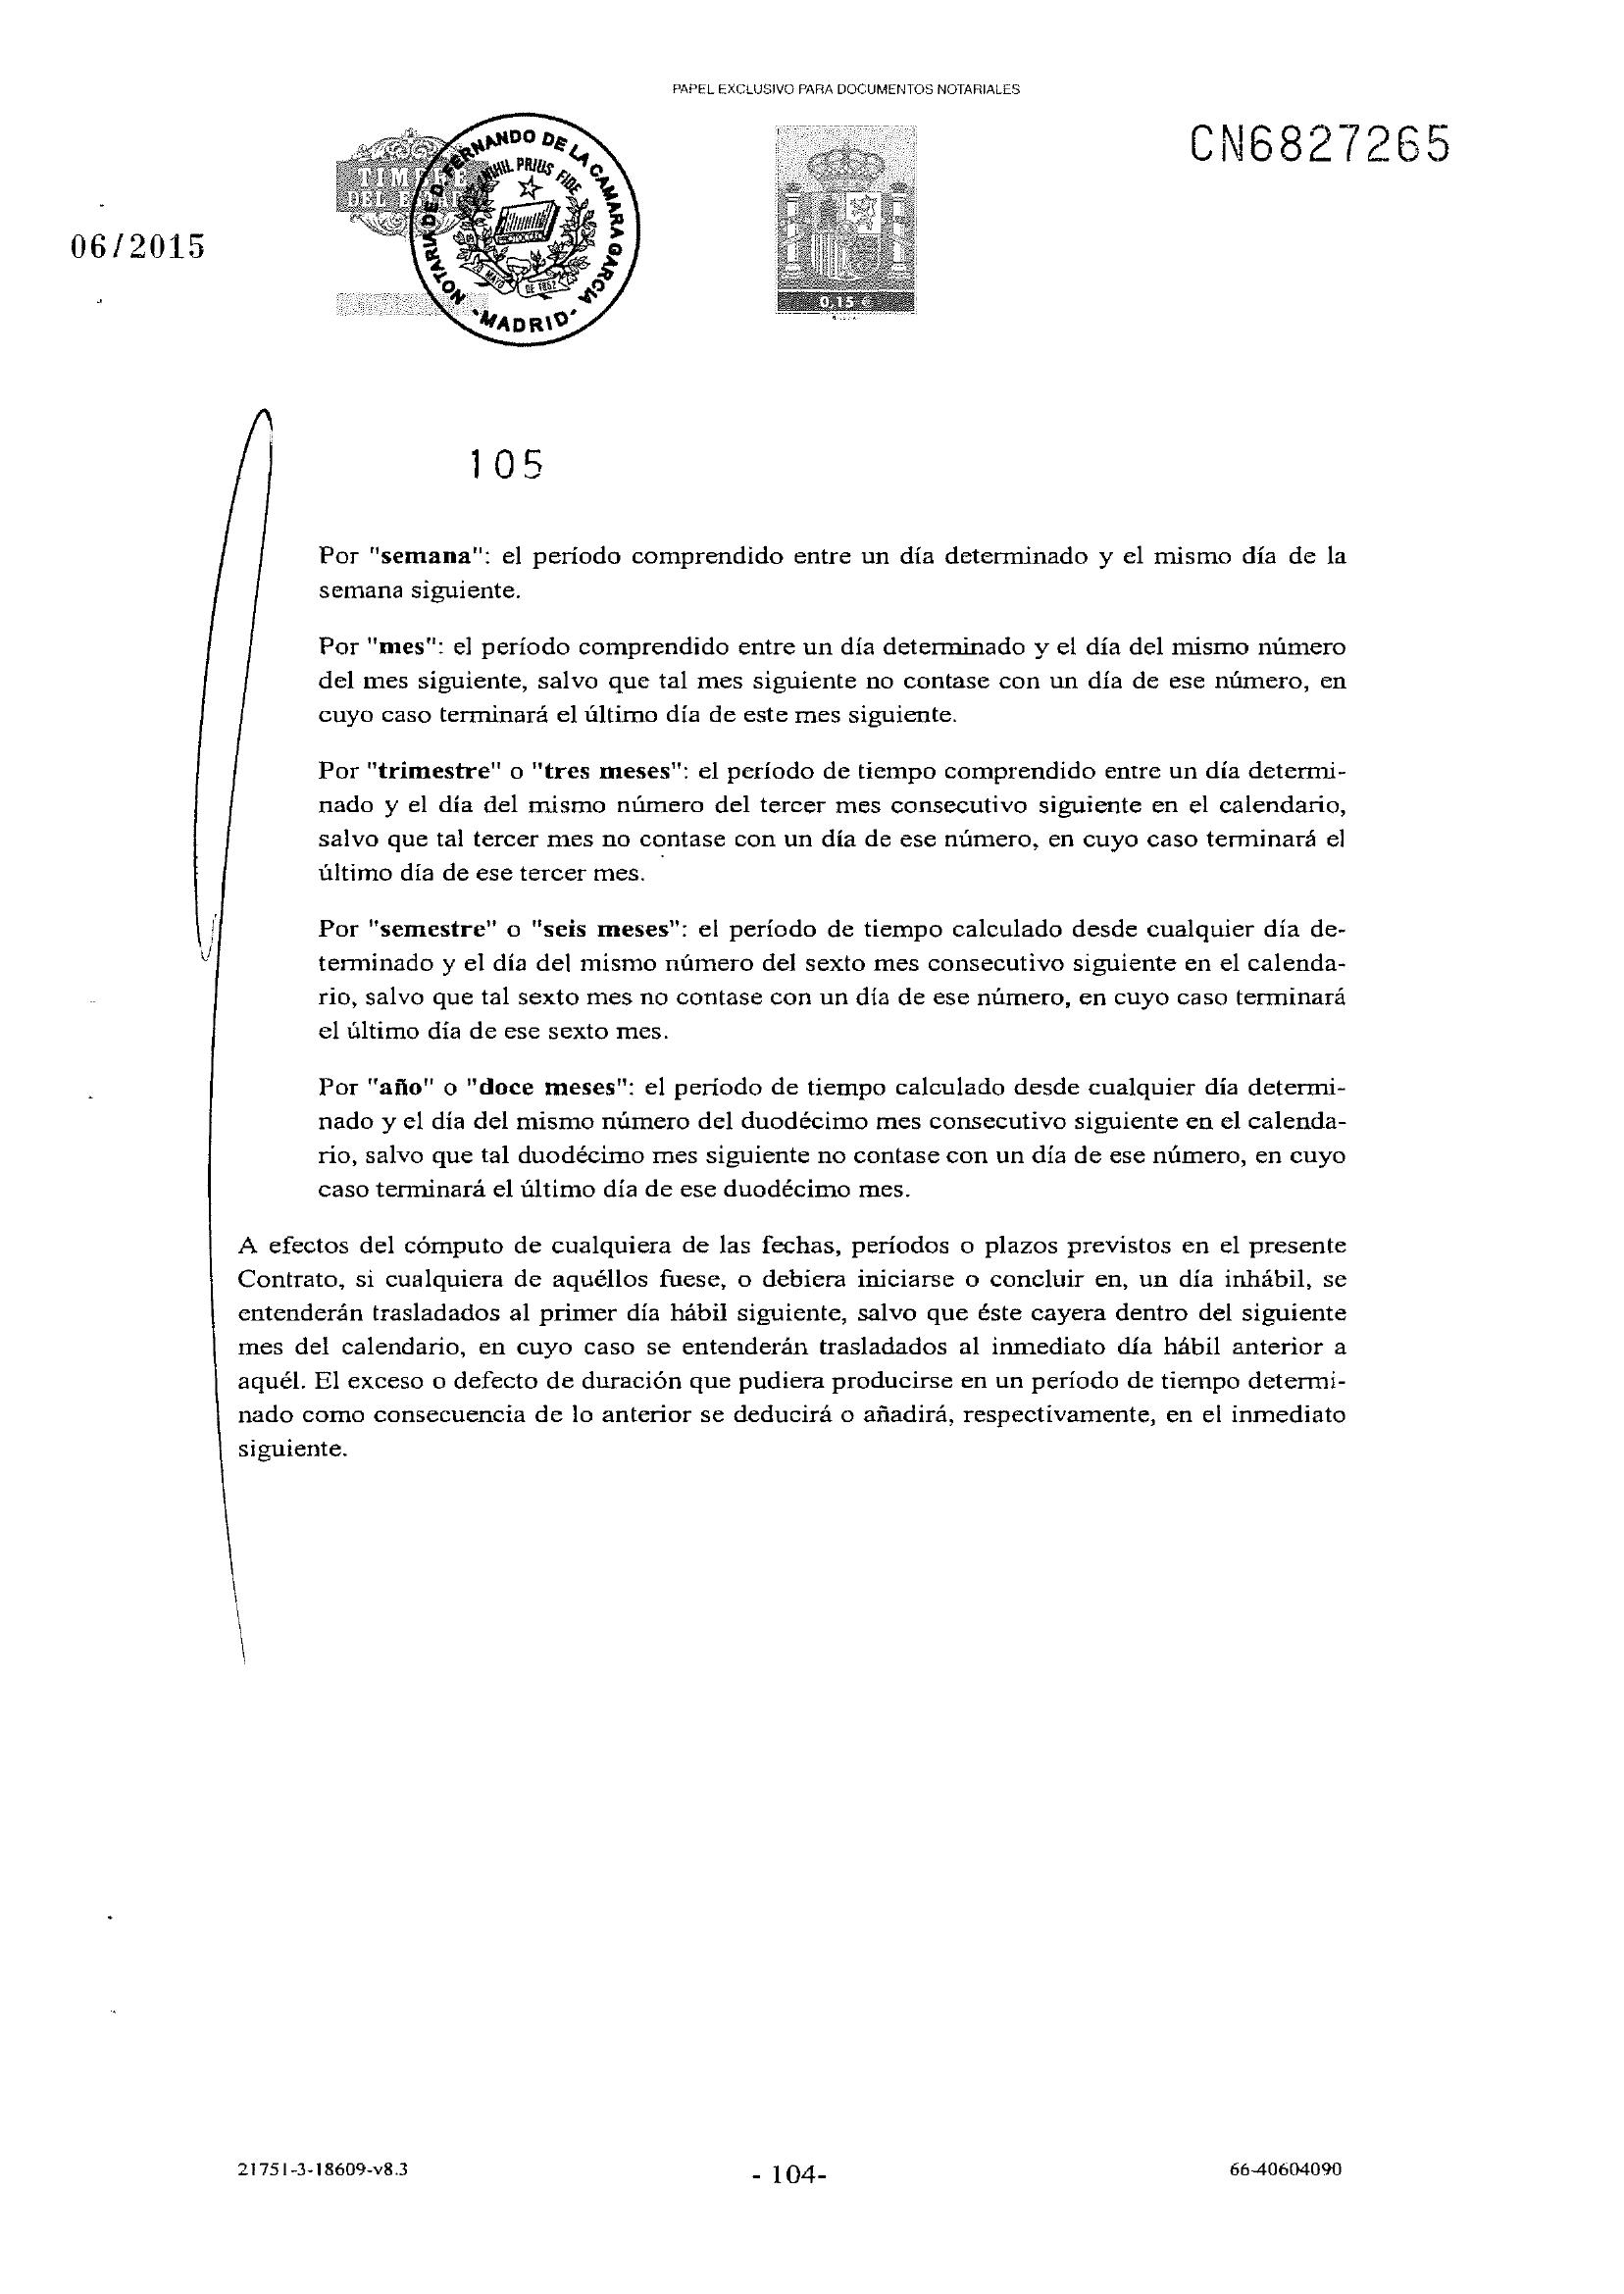 PAPEL EXCLUSIVO PARA DOCUMENTOS NOTARIALES
CN6827265
06/2015
TIMBRE
DEL
NOTARIA DE D. FERNANDO DE LA CAMARA GARCIA
NIHIL PRIUS FIDE
MAYO DE 1852
-MADRID-
0,15 €
105
Por "semana": el período comprendido entre un día determinado y el mismo día de la
semana siguiente.
Por "mes": el período comprendido entre un día determinado y el día del mismo número
del mes siguiente, salvo que tal mes siguiente no contase con un día de ese número, en
cuyo caso terminará el último día de este mes siguiente.
Por "trimestre" o "tres meses": el período de tiempo comprendido entre un día determi-
nado y el día del mismo número del tercer mes consecutivo siguiente en el calendario,
salvo que tal tercer mes no contase con un día de ese número, en cuyo caso terminará el
último día de ese tercer mes.
Por "semestre" o "seis meses": el período de tiempo calculado desde cualquier día de-
terminado y el día del mismo número del sexto mes consecutivo siguiente en el calenda-
rio, salvo que tal sexto mes no contase con un día de ese número, en cuyo caso terminará
el último día de ese sexto mes.
Por "año" o "doce meses": el período de tiempo calculado desde cualquier día determi-
nado y el día del mismo número del duodécimo mes consecutivo siguiente en el calenda-
rio, salvo que tal duodécimo mes siguiente no contase con un día de ese número, en cuyo
caso terminará el último día de ese duodécimo mes.
A efectos del cómputo de cualquiera de las fechas, períodos o plazos previstos en el presente
Contrato, si cualquiera de aquéllos fuese, o debiera iniciarse o concluir en, un día inhábil, se
entenderán trasladados al primer día hábil siguiente, salvo que éste cayera dentro del siguiente
mes del calendario, en cuyo caso se entenderán trasladados al inmediato día hábil anterior a
aquél. El exceso o defecto de duración que pudiera producirse en un período de tiempo determi-
nado como consecuencia de lo anterior se deducirá o añadirá, respectivamente, en el inmediato
siguiente.
21751-3-18609-v8.3
- 104-
66-40604090